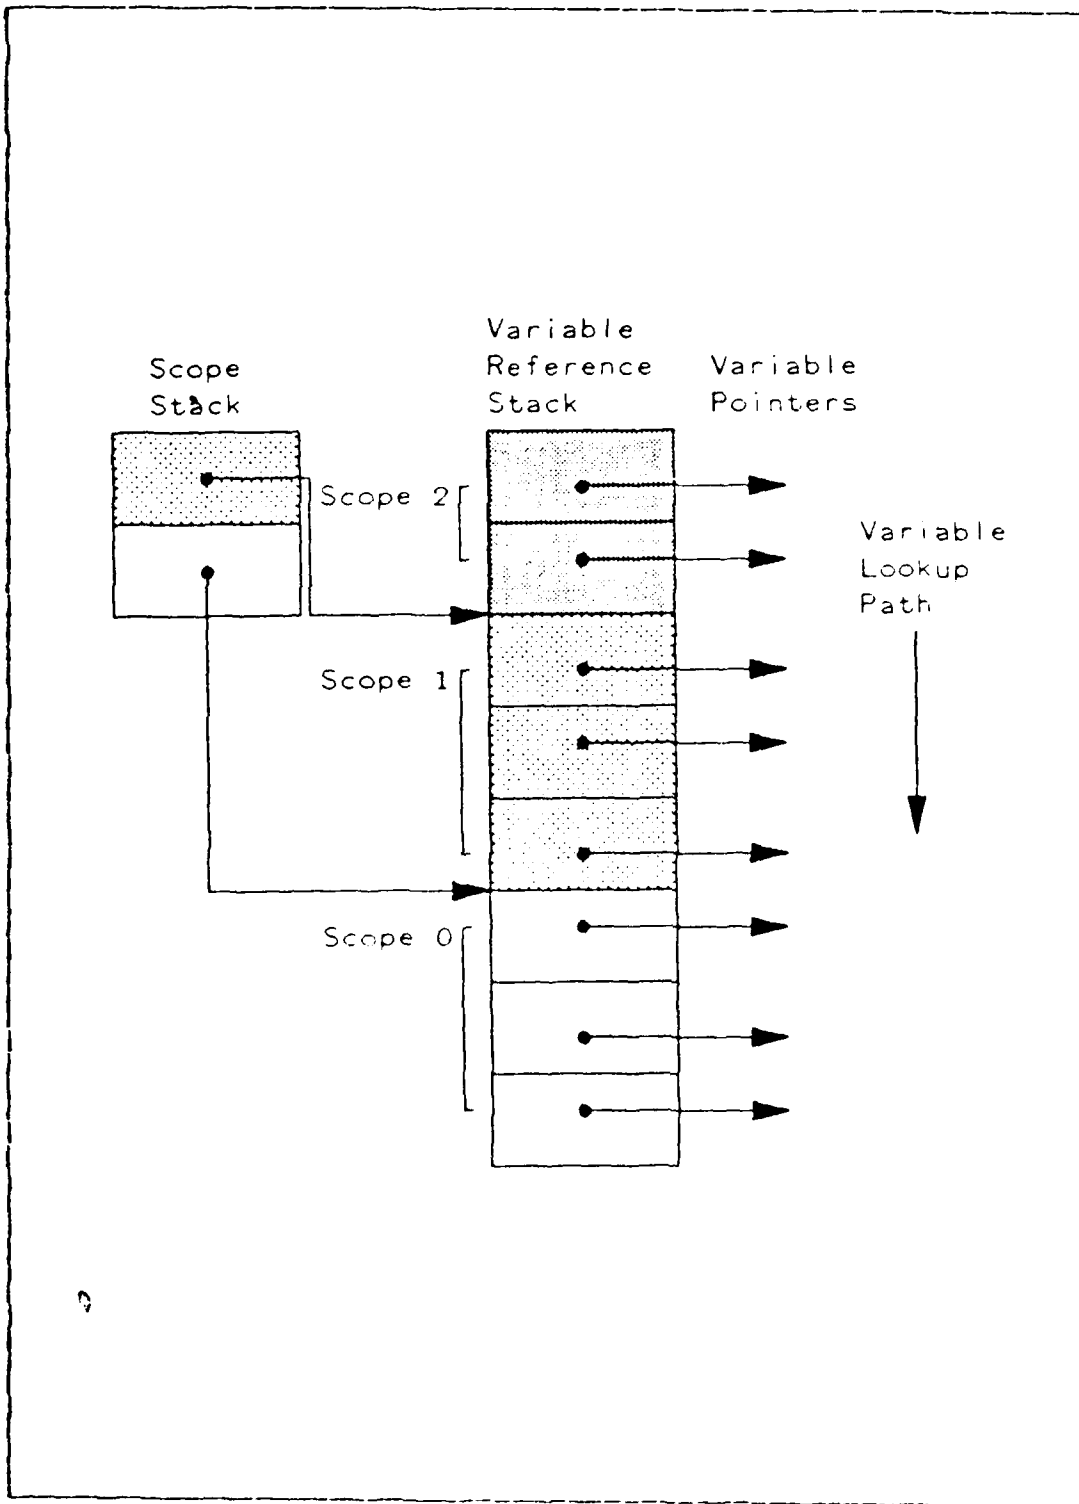 Scope
Stack
Variable
Reference
Stack
Variable
Pointers
Scope 2
Variable
Lookup
Path
Scope 1
Scope 0